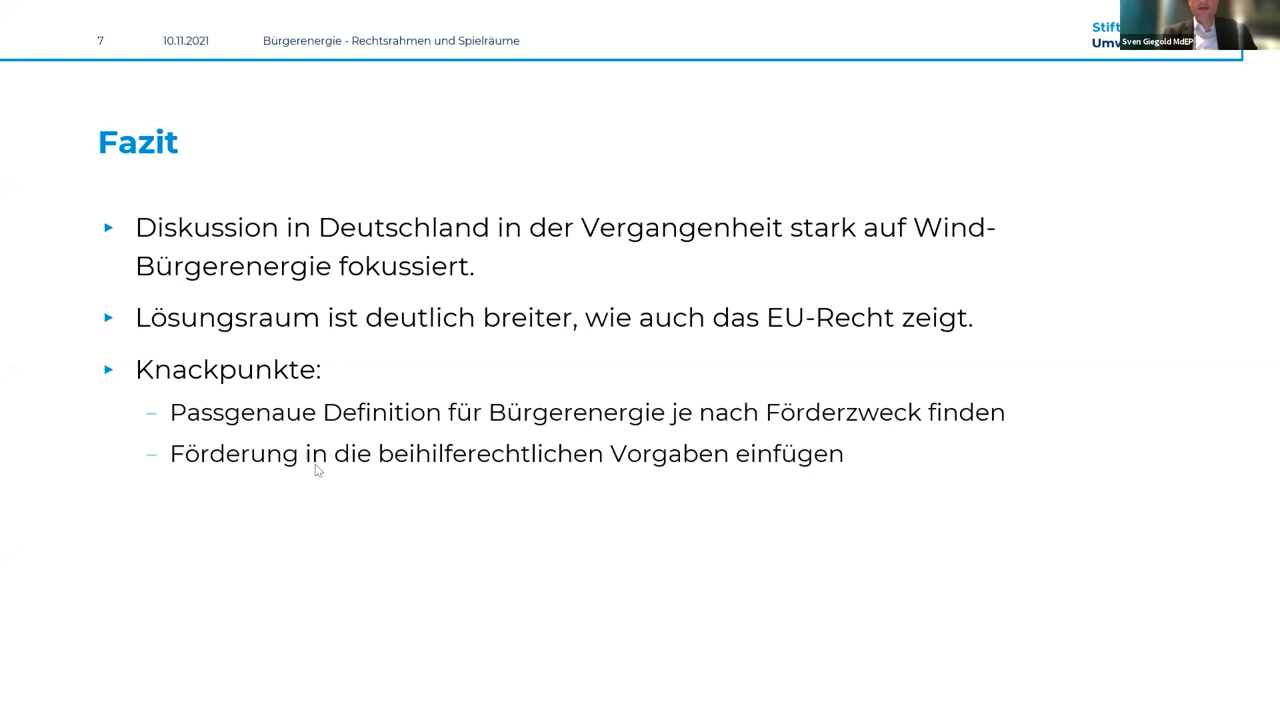 7 10.11.2021 Bürgerenergie - Rechtsrahmen und Spielräume
Sven Giegold MdEP
Fazit
Diskussion in Deutschland in der Vergangenheit stark auf Wind-
Bürgerenergie fokussiert.
Lösungsraum ist deutlich breiter, wie auch das EU-Recht zeigt.
Knackpunkte:
– Passgenaue Definition für Bürgerenergie je nach Förderzweck finden
– Förderung in die beihilferechtlichen Vorgaben einfügen